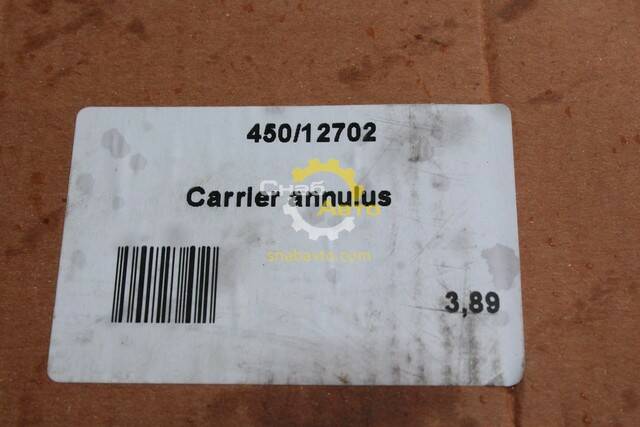 450/12702
Carrier annulus
Снаб
Авто
snabavto.com
3,89